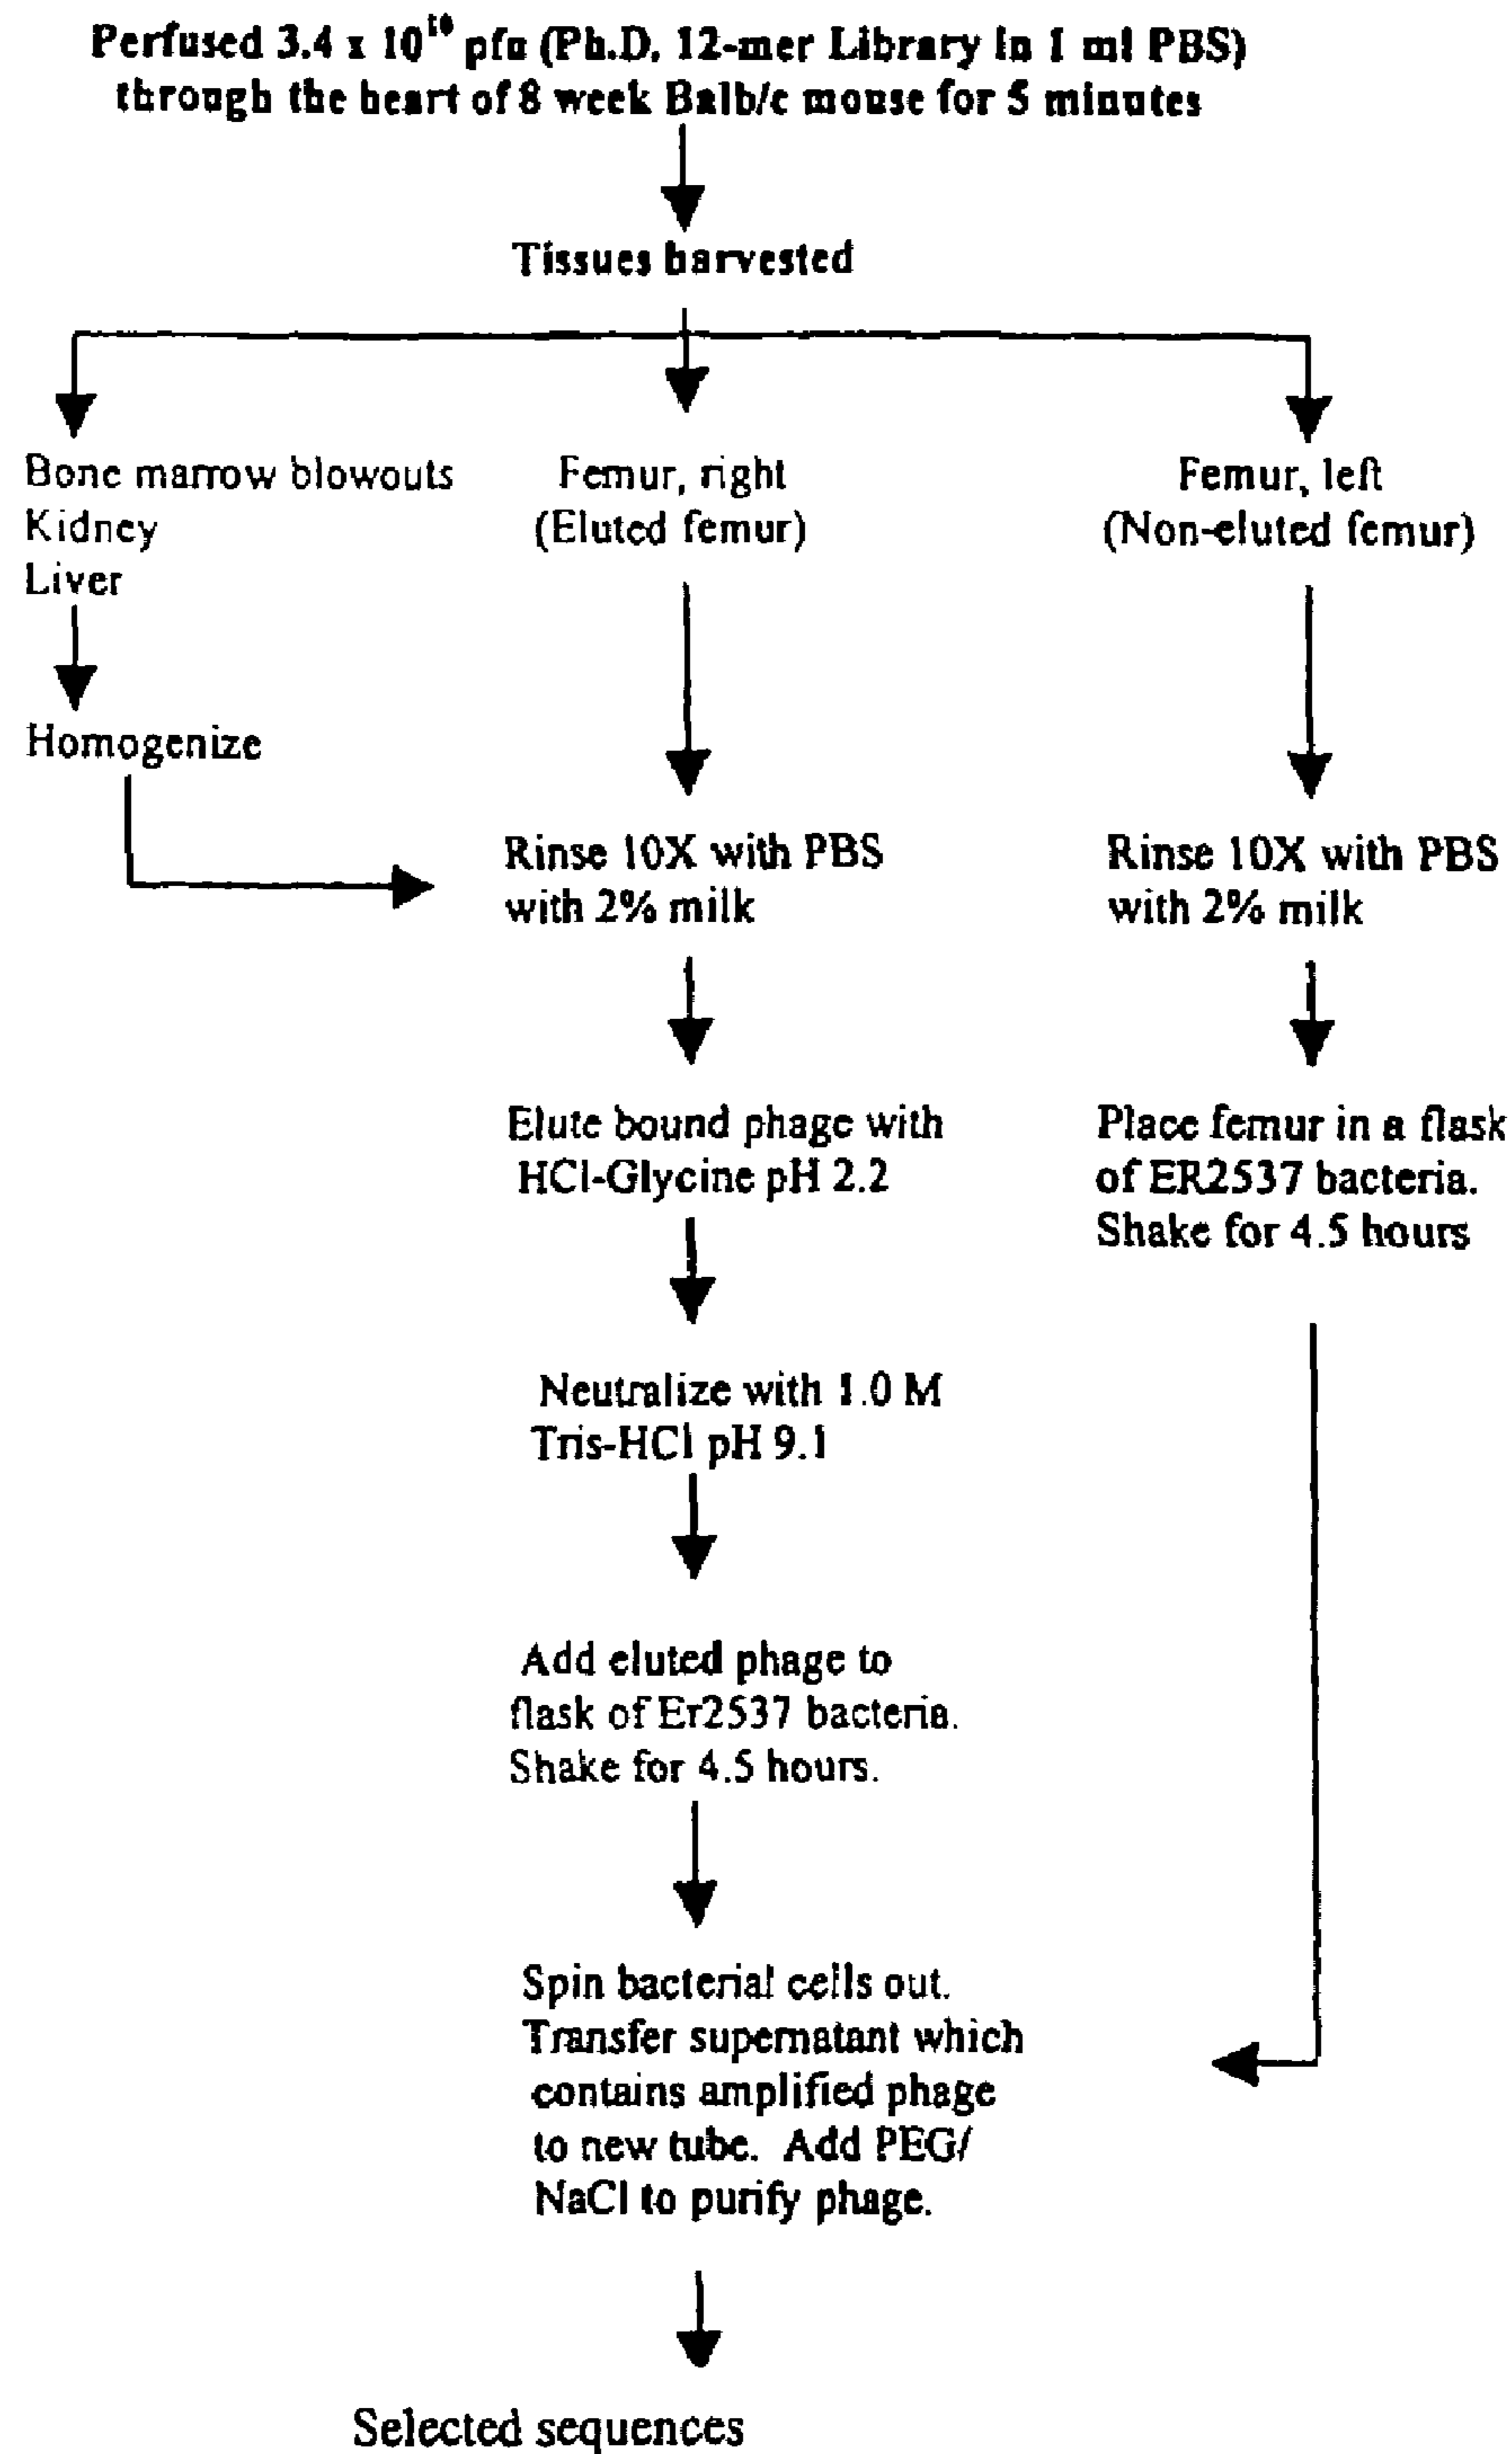 Perfused 3.4 x 10¹⁰ pfu (Ph.D. 12-mer Library in 1 ml PBS)
through the heart of 8 week Balb/c mouse for 5 minutes
Tissues harvested
Bone marrow blowouts
Kidney
Liver
Femur, right
(Eluted femur)
Femur, left
(Non-eluted femur)
Homogenize
Rinse 10X with PBS
with 2% milk
Rinse 10X with PBS
with 2% milk
Elute bound phage with
HCl-Glycine pH 2.2
Place femur in a flask
of ER2537 bacteria.
Shake for 4.5 hours
Neutralize with 1.0 M
Tris-HCl pH 9.1
Add eluted phage to
flask of Er2537 bacteria.
Shake for 4.5 hours.
Spin bacterial cells out.
Transfer supernatant which
contains amplified phage
to new tube. Add PEG/
NaCl to purify phage.
Selected sequences